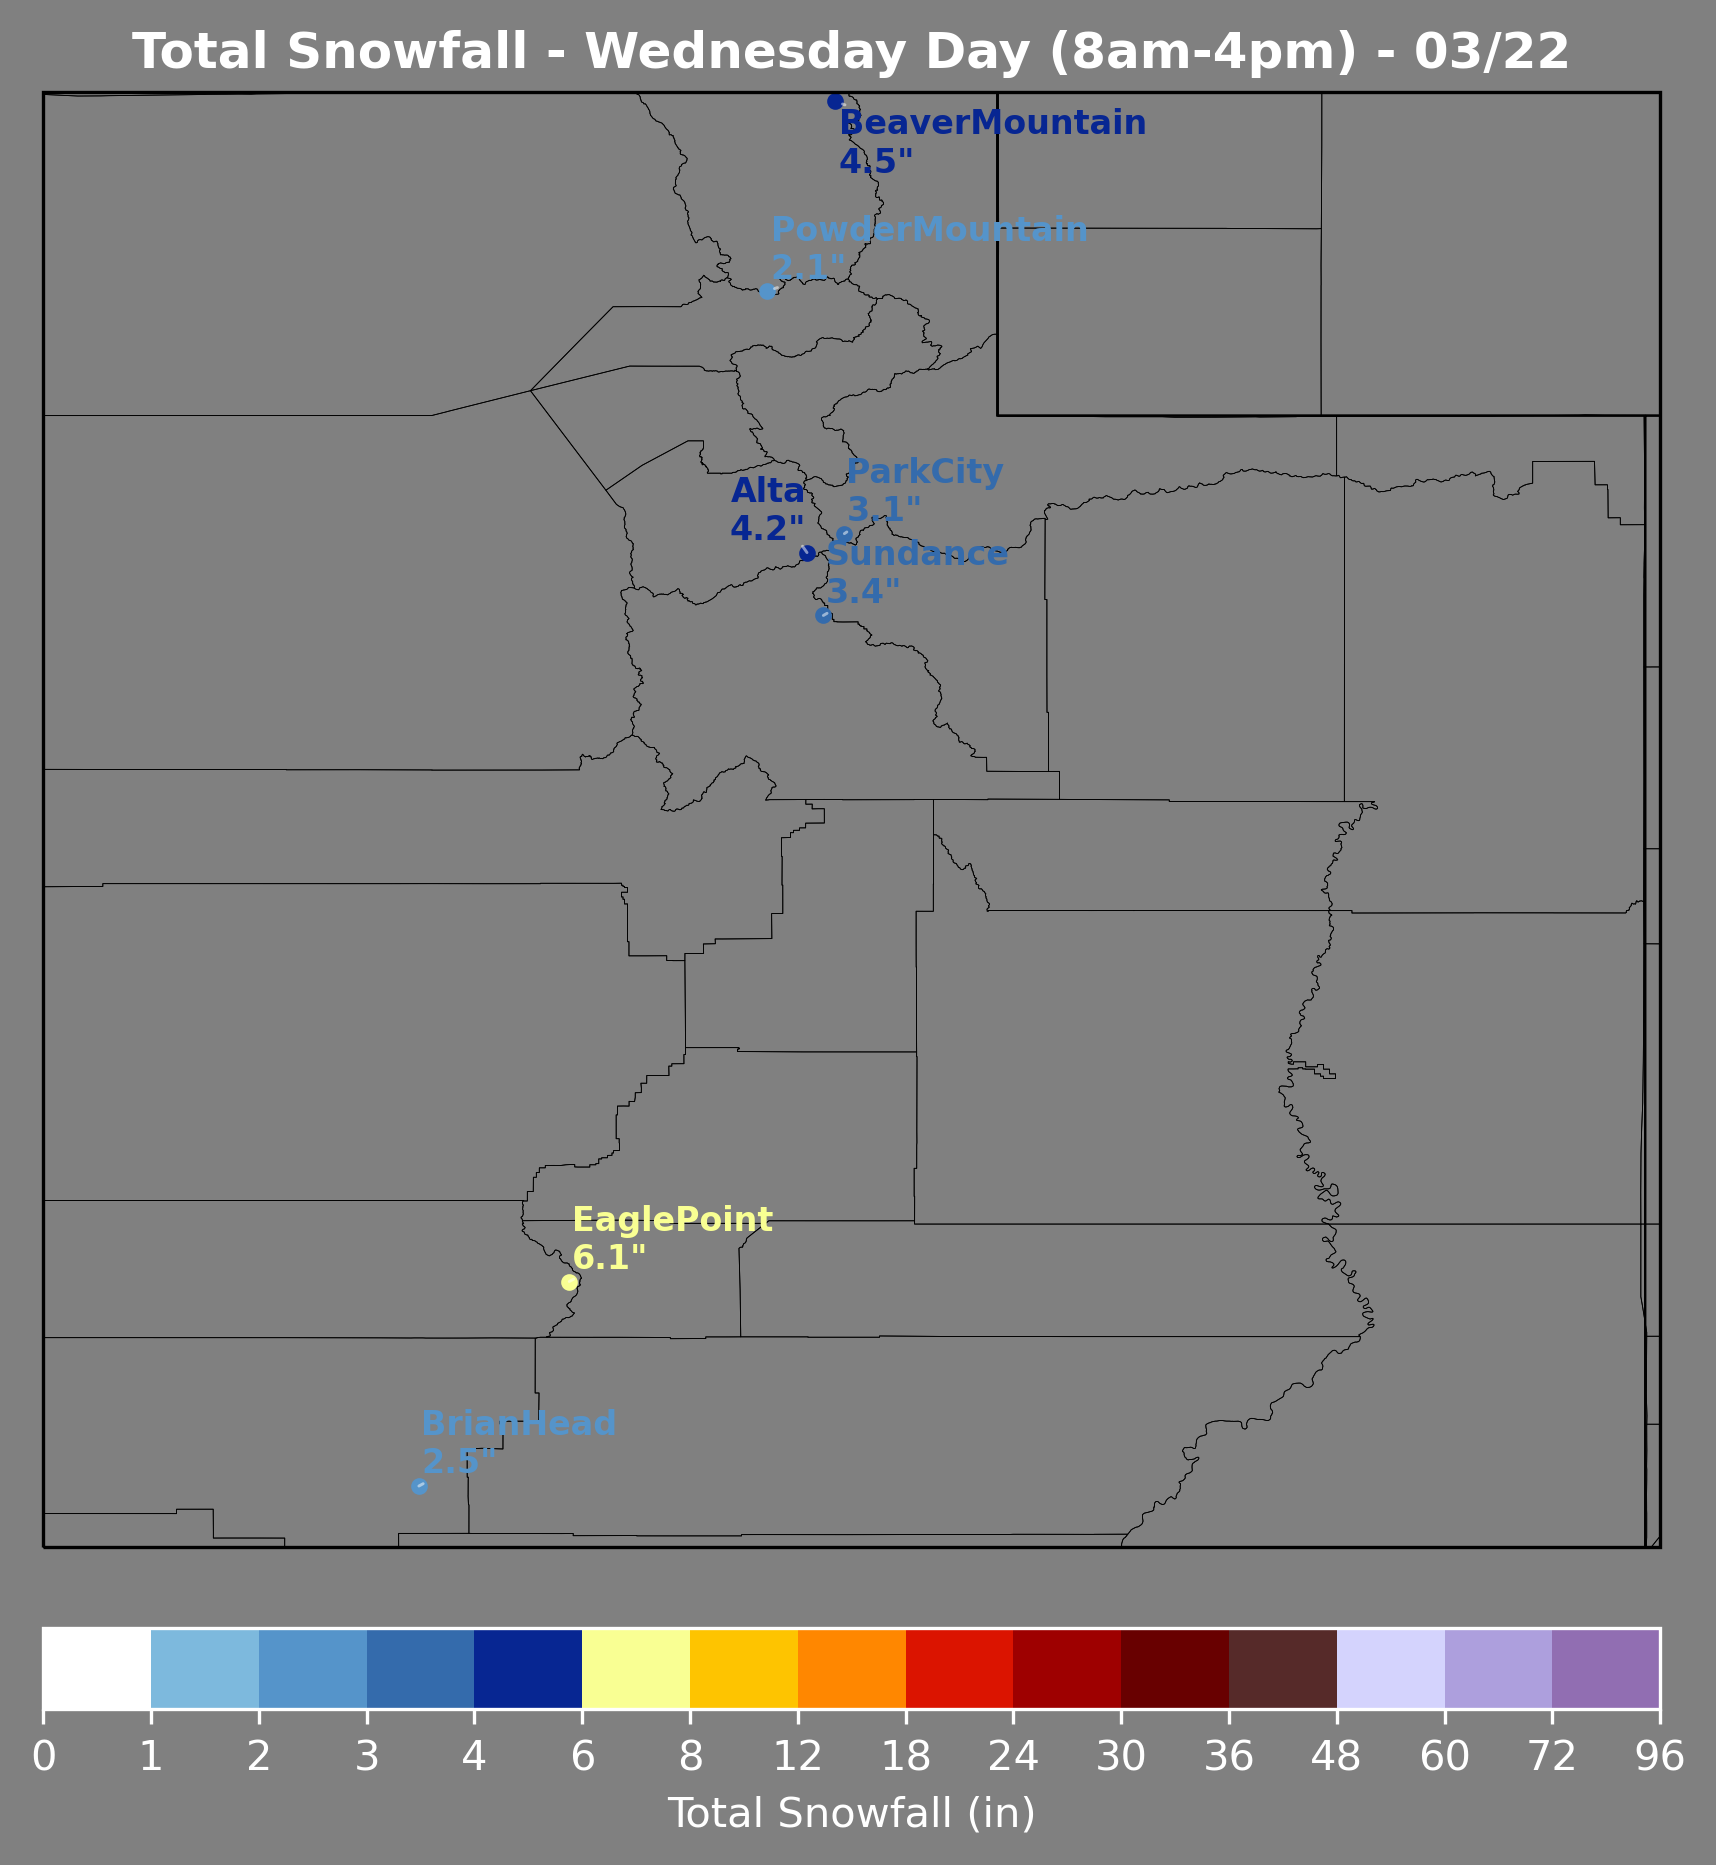 Total Snowfall - Wednesday Day (8am-4pm) - 03/22
BeaverMountain
4.5"
PowderMountain
2.1"
ParkCity
3.1"
Alta
4.2"
Sundance
3.4"
EaglePoint
6.1"
BrianHead
2.5"
0 1 2 3 4 6 8 12 18 24 30 36 48 60 72 96
Total Snowfall (in)